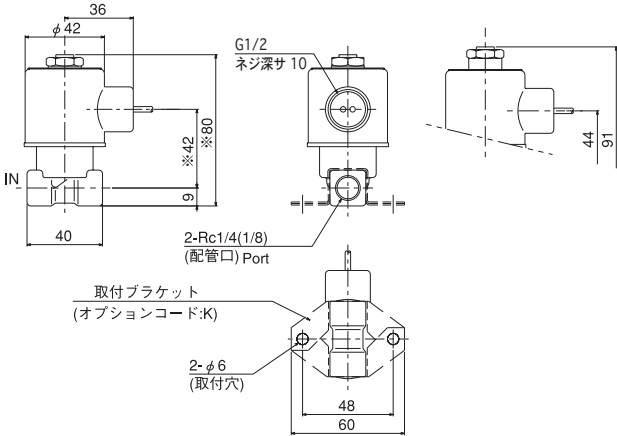 36
φ42
G1/2
ネジ深サ 10
※42
※80
44
91
IN
9
40
2-Rc1/4(1/8)
(配管口) Port
取付ブラケット
(オプションコード:K)
2-φ6
(取付穴)
48
60